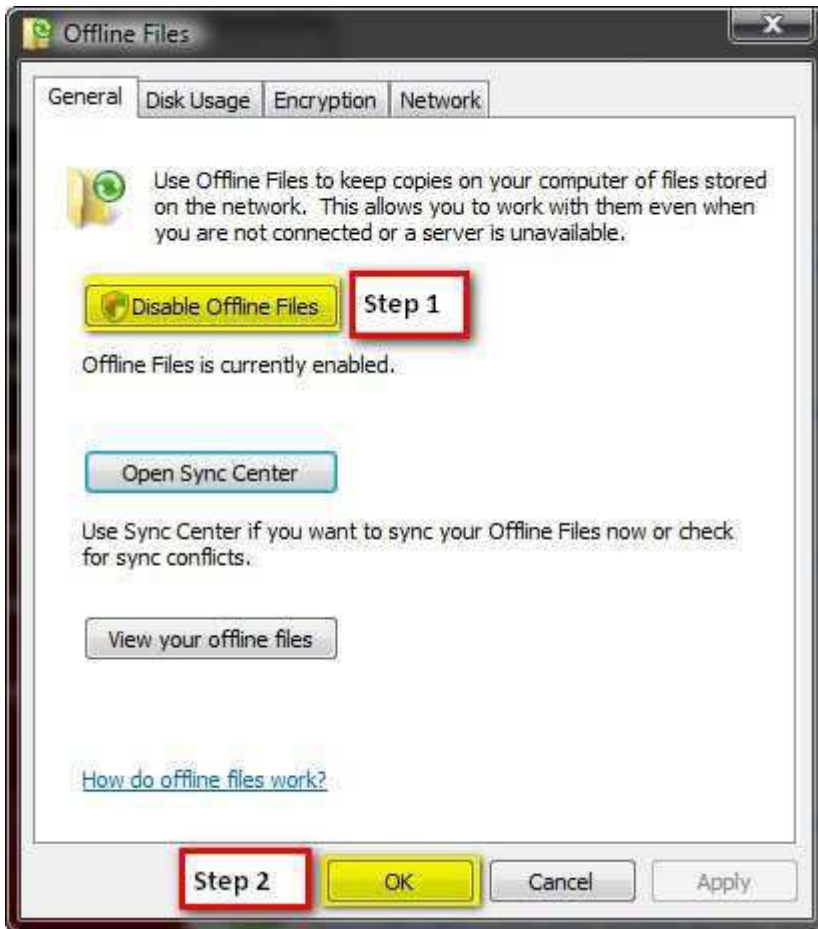 Offline Files
X
General Disk Usage Encryption Network
Use Offline Files to keep copies on your computer of files stored
on the network. This allows you to work with them even when
you are not connected or a server is unavailable.
Disable Offline Files Step 1
Offline Files is currently enabled.
Open Sync Center
Use Sync Center if you want to sync your Offline Files now or check
for sync conflicts.
View your offline files
How do offline files work?
Step 2 OK Cancel Apply